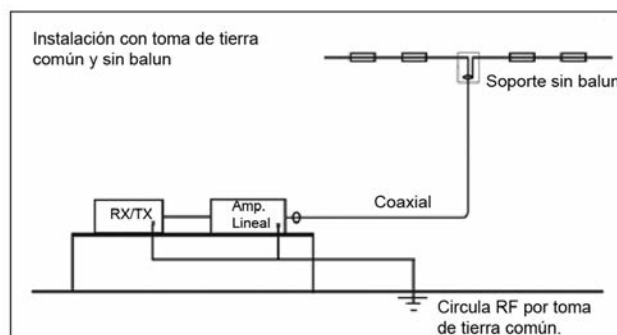 Instalación con toma de tierra
común y sin balun
Soporte sin balun
Coaxial
RX/TX
Amp.
Lineal
Circula RF por toma
de tierra común.